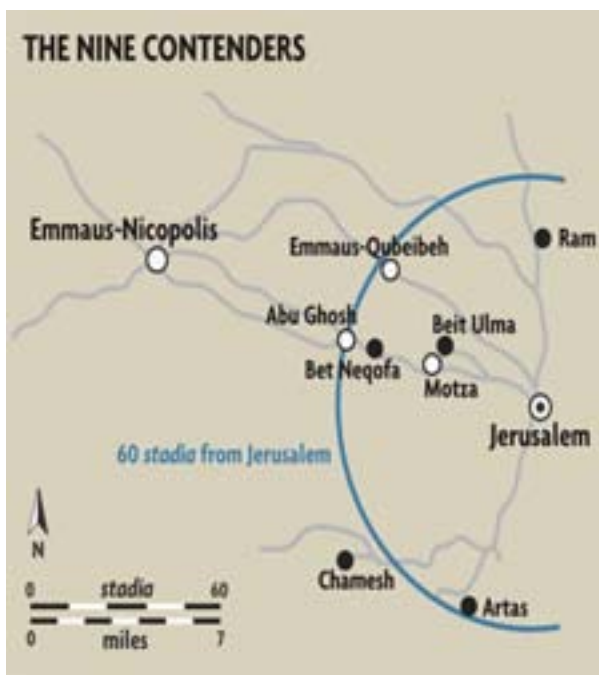 THE NINE CONTENDERS
Emmaus-Nicopolis
Emmaus-Qubeibeh
Ram
Abu Ghosh
Beit Ulma
Bet Neqofa
Motza
Jerusalem
60 stadia from Jerusalem
N
Chamesh
Artas
0 stadia 60
0 miles 7